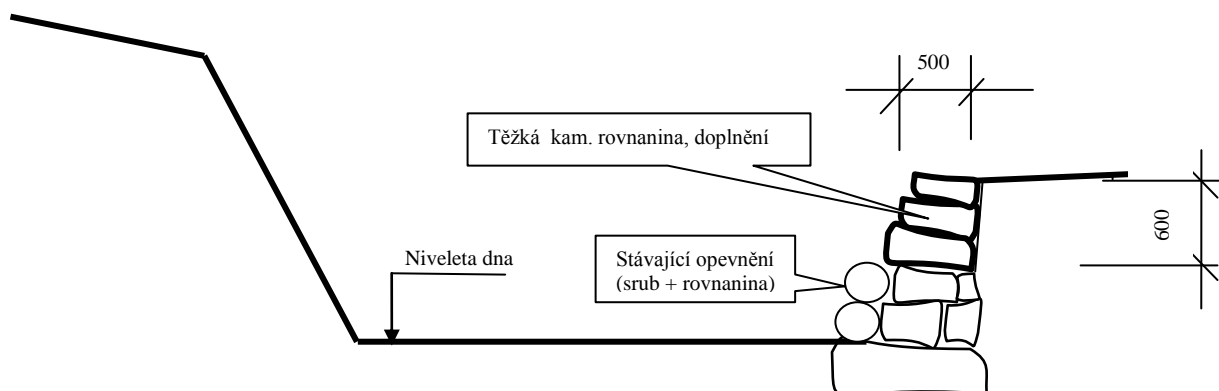 500
Těžká kam. rovnanina, doplnění
600
Niveleta dna
Stávající opevnění
(srub + rovnanina)